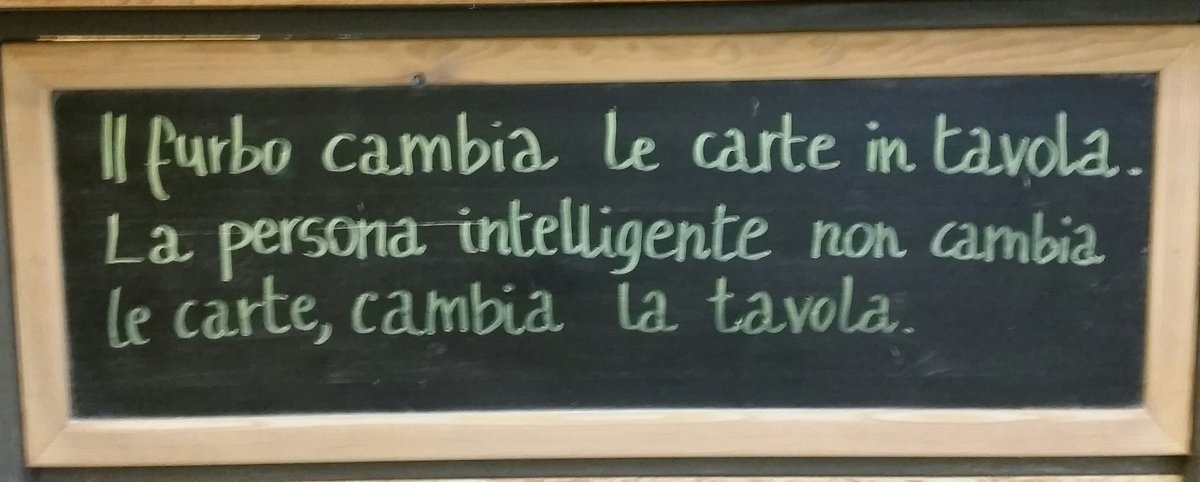 Il furbo cambia le carte in tavola.
La persona intelligente non cambia
le carte, cambia la tavola.